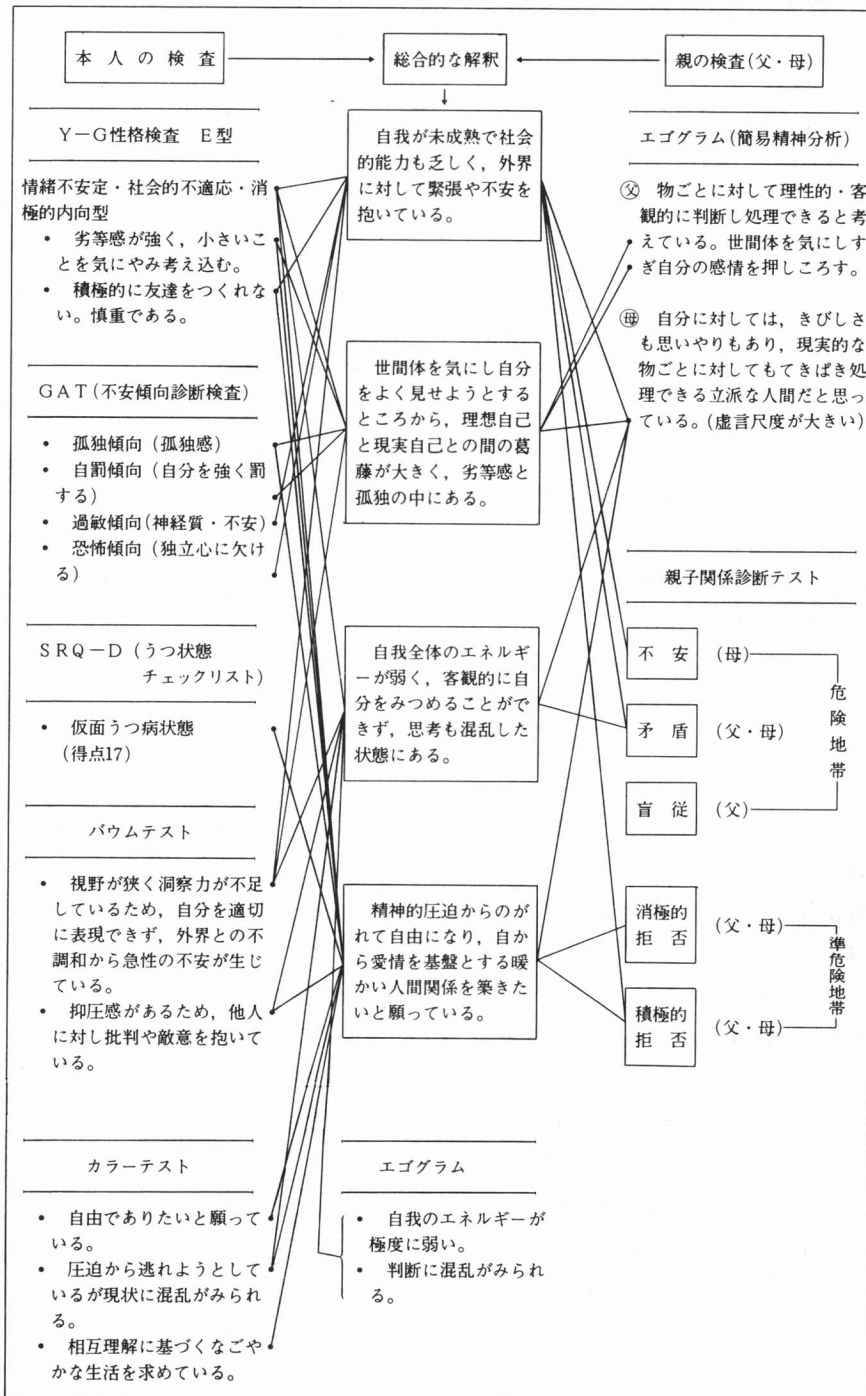 本人の検査
総合的な解釈
親の検査(父・母)
Y-G性格検査 E型
情緒不安定・社会的不適応・消
極的内向型
• 劣等感が強く,小さいこ
とを気にやみ考え込む。
• 積極的に友達をつくれな
い。慎重である。
GAT(不安傾向診断検査)
• 孤独傾向(孤独感)
• 自罰傾向(自分を強く罰
する)
• 過敏傾向(神経質・不安)
• 恐怖傾向(独立心に欠け
る)
SRQ-D(うつ状態
チェックリスト)
• 仮面うつ病状態
(得点17)
バウムテスト
• 視野が狭く洞察力が不足
しているため,自分を適切
に表現できず,外界との不
調和から急性の不安が生じ
ている。
• 抑圧感があるため,他人
に対し批判や敵意を抱いて
いる。
カラーテスト
• 自由でありたいと願って
いる。
• 圧迫から逃れようとして
いるが現状に混乱がみられ
る。
• 相互理解に基づくなごや
かな生活を求めている。
自我が未成熟で社会
的能力も乏しく,外界
に対して緊張や不安を
抱いている。
世間体を気にし自分
をよく見せようとする
ところから,理想自己
と現実自己との間の葛
藤が大きく,劣等感と
孤独の中にある。
自我全体のエネルギ
ーが弱く,客観的に自
分をみつめることがで
きず,思考も混乱した
状態にある。
精神的圧迫からのが
れて自由になり,自か
ら愛情を基盤とする暖
かい人間関係を築きた
いと願っている。
エゴグラム
• 自我のエネルギーが
極度に弱い。
• 判断に混乱がみられ
る。
エゴグラム(簡易精神分析)
㊫ 物ごとに対して理性的・客
観的に判断し処理できると考
えている。世間体を気にしす
ぎ自分の感情を押しころす。
㊊ 自分に対しては,きびしさ
も思いやりもあり,現実的な
物ごとに対してもてきぱき処
理できる立派な人間だと思っ
ている。(虚言尺度が大きい)
親子関係診断テスト
不安 (母)
矛盾 (父・母)
盲従 (父)
危険地帯
消極的
拒否 (父・母)
積極的
拒否 (父・母)
準危険地帯